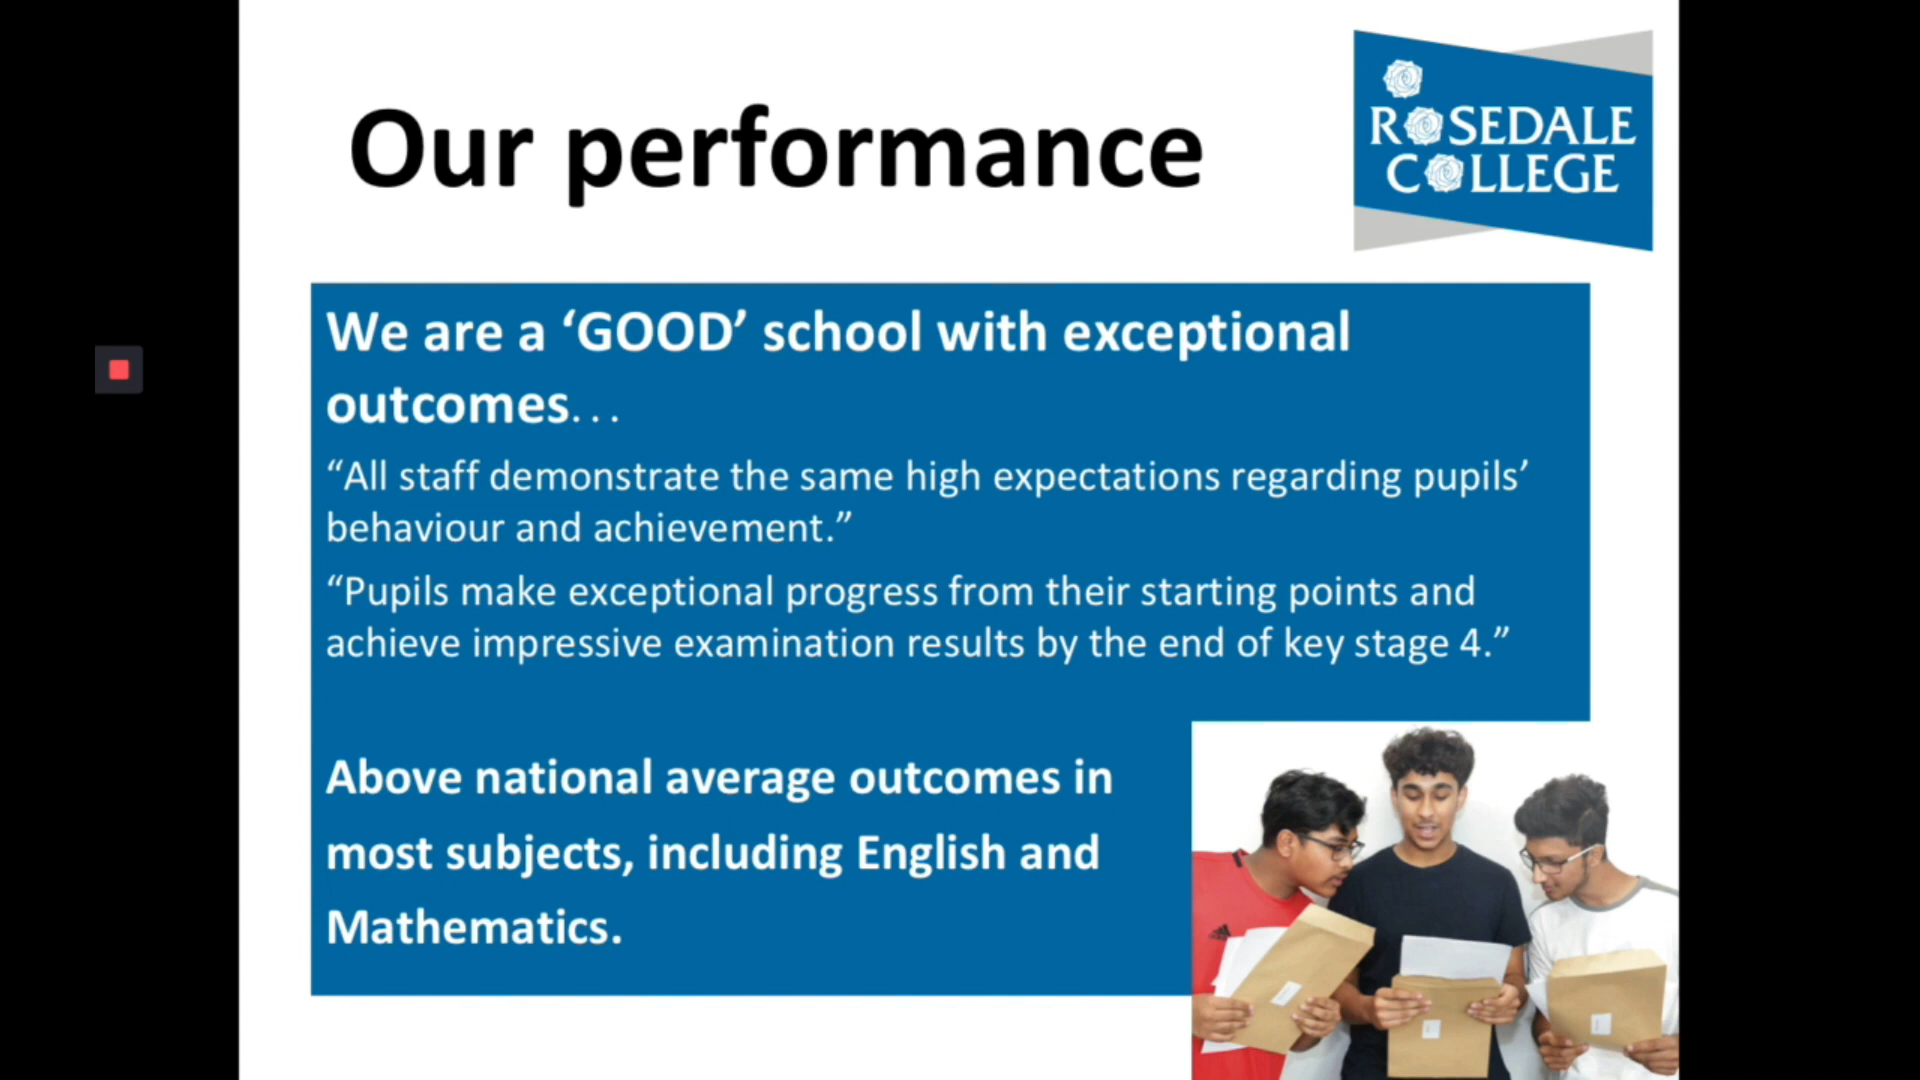 Our performance
ROSEDALE
COLLEGE
We are a ‘GOOD’ school with exceptional
outcomes…
“All staff demonstrate the same high expectations regarding pupils’
behaviour and achievement.”
“Pupils make exceptional progress from their starting points and
achieve impressive examination results by the end of key stage 4.”
Above national average outcomes in
most subjects, including English and
Mathematics.